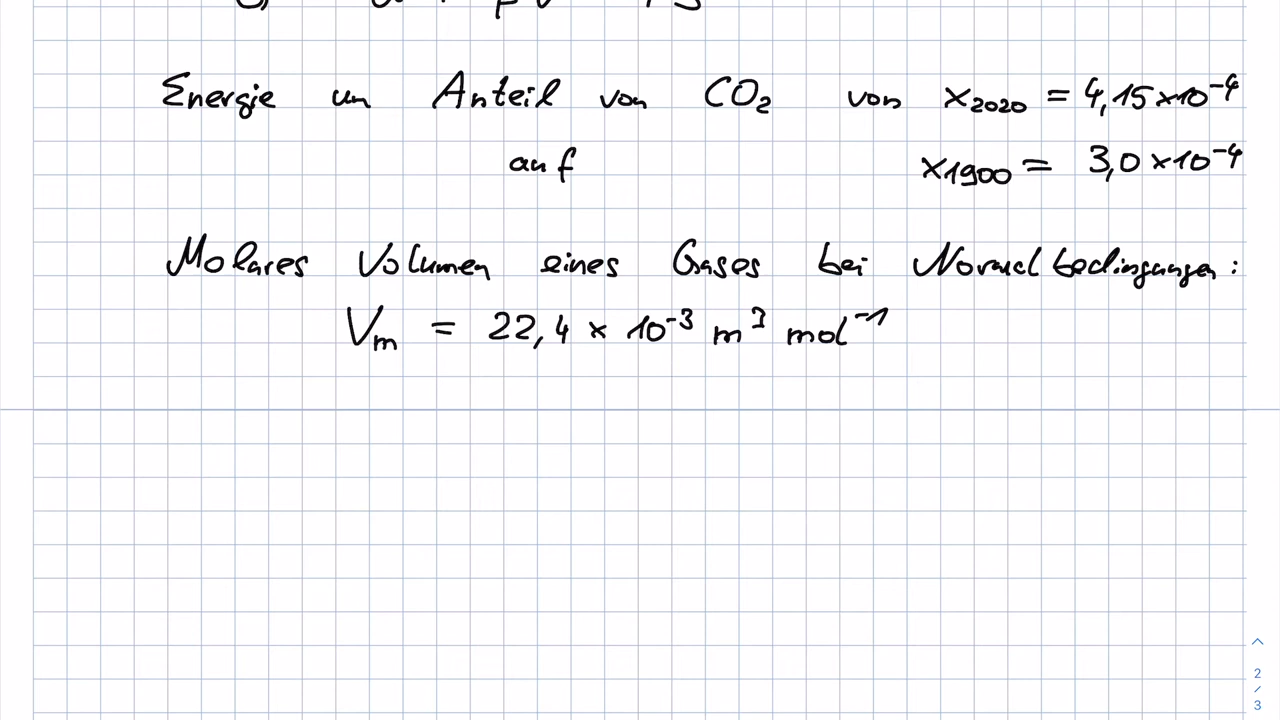 Energie um Anteil von CO₂ von x₂₀₂₀ = 4,15 × 10⁻⁴
auf x₁₉₀₀ = 3,0 × 10⁻⁴
Molares Volumen eines Gases bei Normalbedingungen:
Vₘ = 22,4 × 10⁻³ m³ mol⁻¹
2
/
3